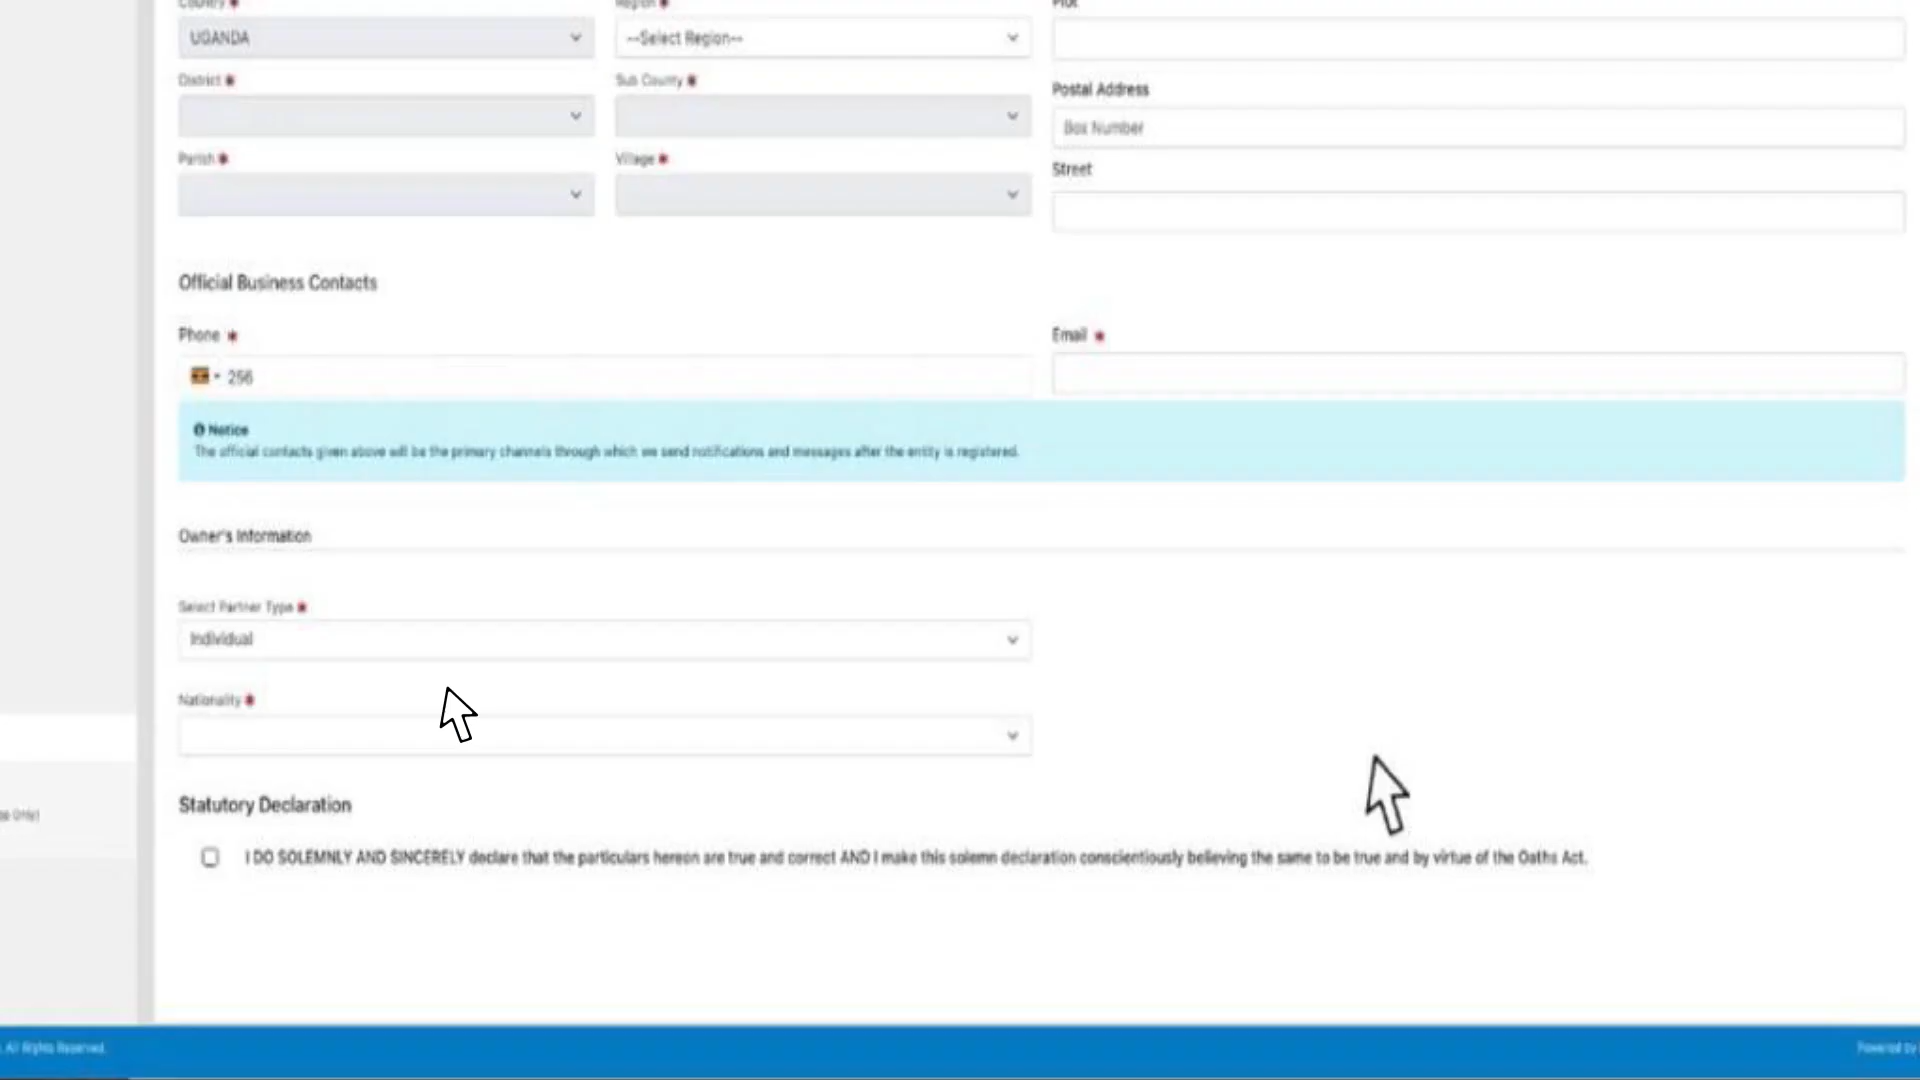 Country *
Region *
Plot
UGANDA
--Select Region--
District *
Sub County *
Postal Address
Box Number
Parish *
Village *
Street
Official Business Contacts
Phone *
Email *
256
Notice
The official contacts given above will be the primary channels through which we send notifications and messages after the entity is registered.
Owner's Information
Select Partner Type *
Individual
Nationality *
Statutory Declaration
I DO SOLEMNLY AND SINCERELY declare that the particulars hereon are true and correct AND I make this solemn declaration conscientiously believing the same to be true and by virtue of the Oaths Act.
Only)
. All Rights Reserved.
Powered by